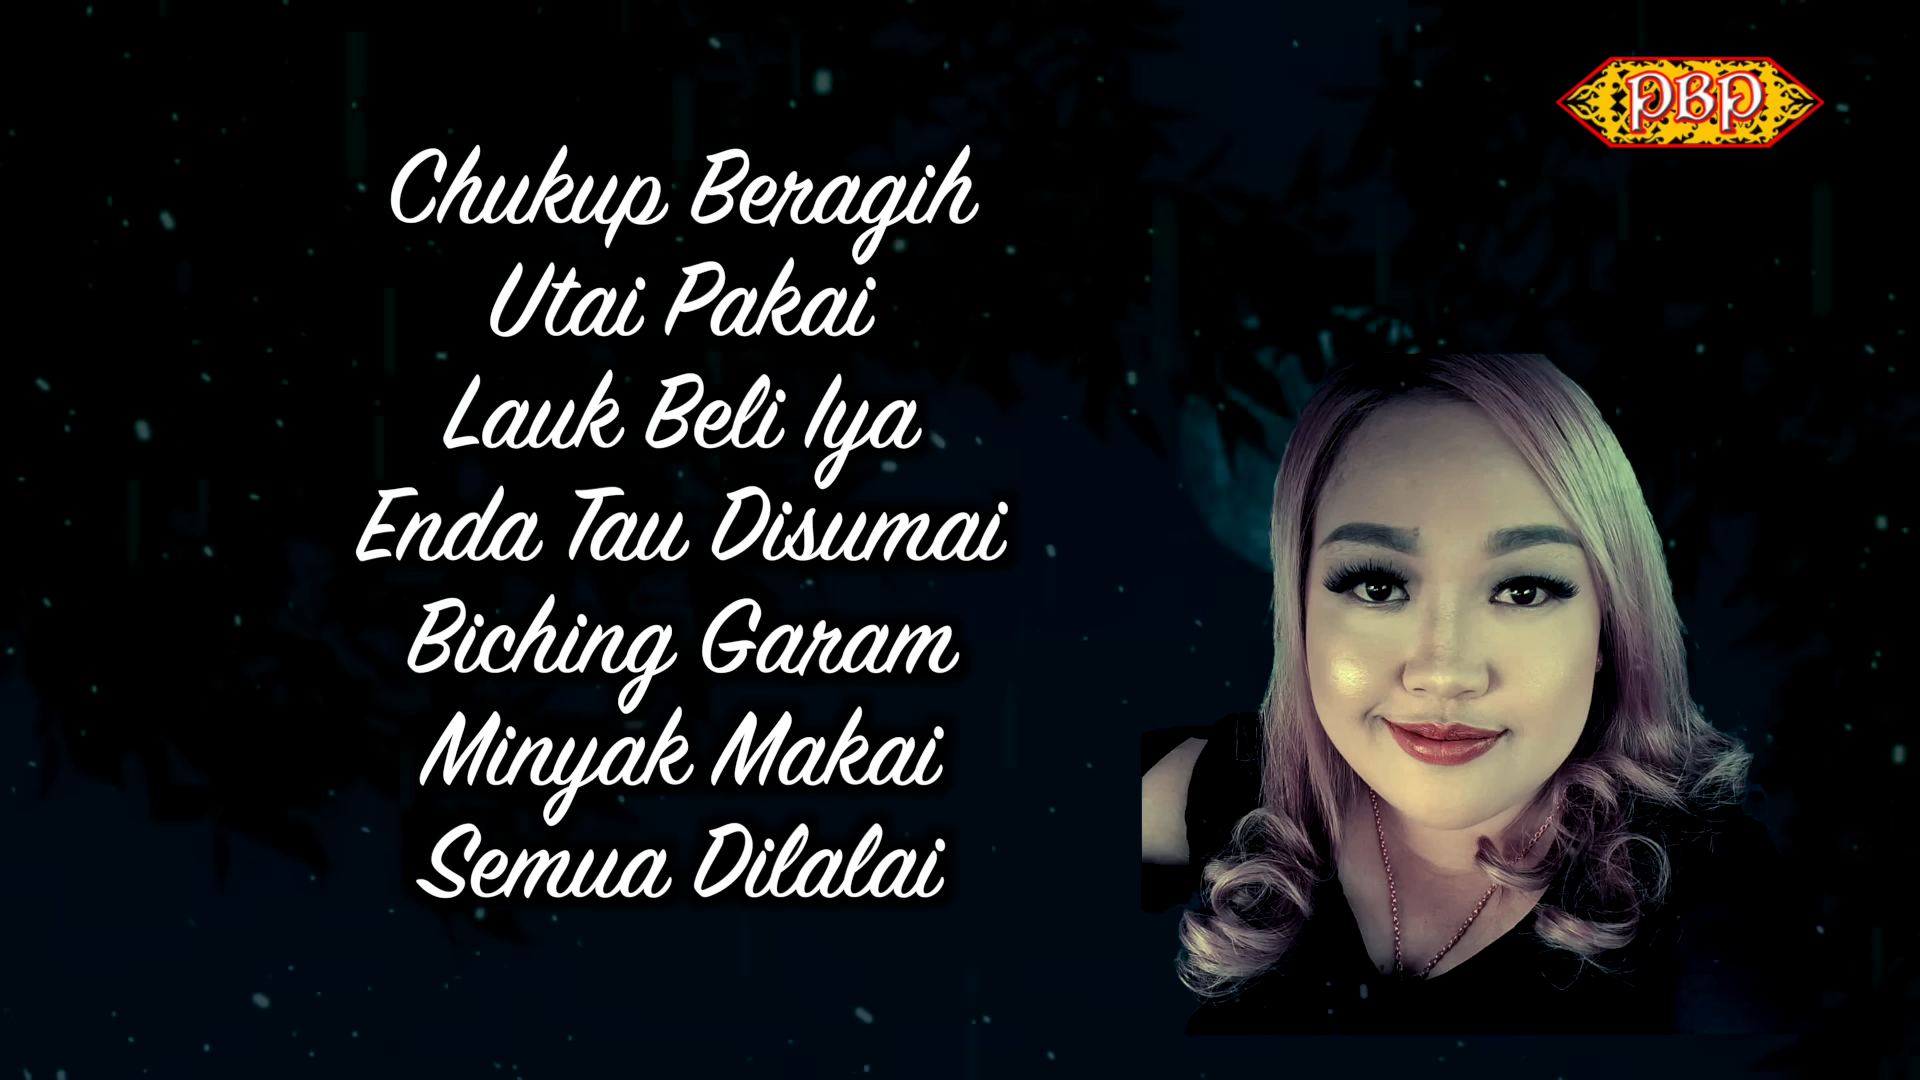 PBP
Chukup Beragih
Utai Pakai
Lauk Beli Iya
Enda Tau Disumai
Biching Garam
Minyak Makai
Semua Dilalai